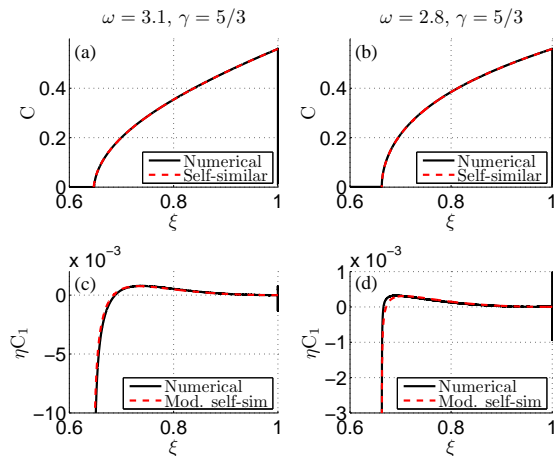 ω = 3.1, γ = 5/3
ω = 2.8, γ = 5/3
(a)
C
0.4
0.2
0
0.6
0.8
1
ξ
Numerical
Self-similar
(b)
C
0.4
0.2
0
0.6
0.8
1
ξ
Numerical
Self-similar
x 10⁻³
(c)
ηC₁
0
−5
−10
0.6
0.8
1
ξ
Numerical
Mod. self-sim
x 10⁻³
(d)
ηC₁
1
0
−1
−2
−3
0.6
0.8
1
ξ
Numerical
Mod. self-sim